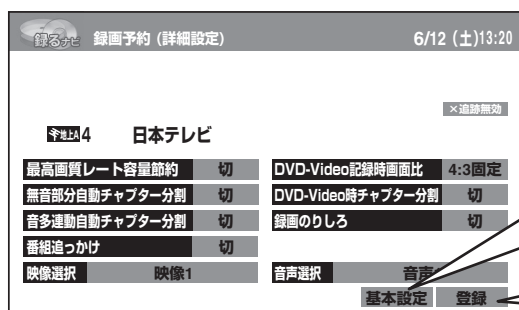 録るナビ 録画予約 (詳細設定) 6/12 (土)13:20
×追跡無効
地上A 4 日本テレビ
最高画質レート容量節約 切 DVD-Video記録時画面比 4:3固定
無音部分自動チャプター分割 切 DVD-Video時チャプター分割 切
音多連動自動チャプター分割 切 録画のりしろ 切
番組追っかけ 切
映像選択 映像1 音声選択 音声
基本設定 登録